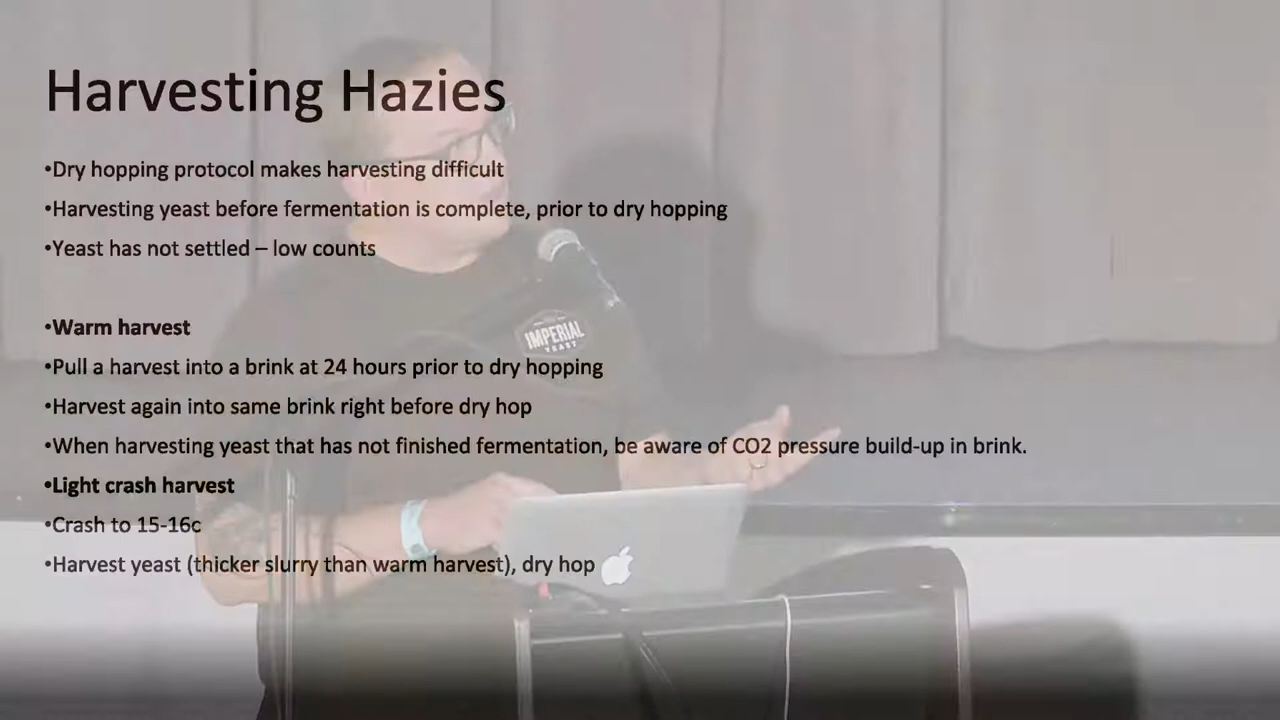 Harvesting Hazies
•Dry hopping protocol makes harvesting difficult
•Harvesting yeast before fermentation is complete, prior to dry hopping
•Yeast has not settled – low counts
•Warm harvest
•Pull a harvest into a brink at 24 hours prior to dry hopping
•Harvest again into same brink right before dry hop
•When harvesting yeast that has not finished fermentation, be aware of CO2 pressure build-up in brink.
•Light crash harvest
•Crash to 15-16c
•Harvest yeast (thicker slurry than warm harvest), dry hop
IMPERIAL
YEAST